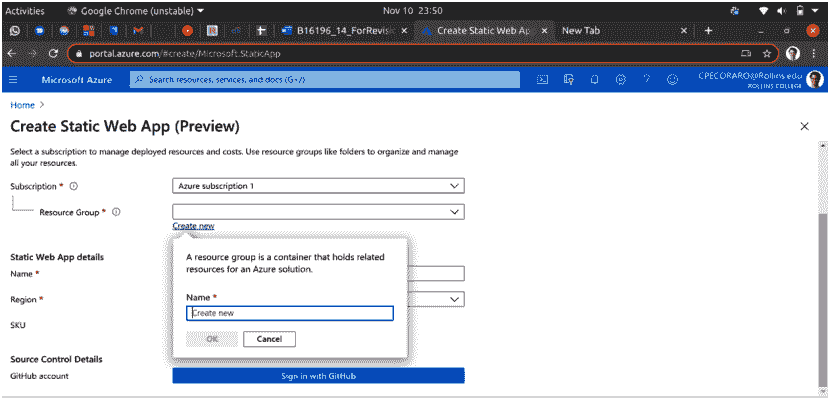 Activities
Google Chrome (unstable)
Nov 10 23:50
B16196_14_ForRevisi
Create Static Web Ap
New Tab
portal.azure.com/#create/Microsoft.StaticApp
Microsoft Azure
Search resources, services, and docs (G+/)
CPECORARO@Rollins.edu
ROLLINS COLLEGE
Home
Create Static Web App (Preview)
Select a subscription to manage deployed resources and costs. Use resource groups like folders to organize and manage
all your resources.
Subscription *
Azure subscription 1
Resource Group *
Create new
A resource group is a container that holds related
resources for an Azure solution.
Name *
Create new
OK
Cancel
Static Web App details
Name *
Region *
SKU
Source Control Details
GitHub account
Sign in with GitHub